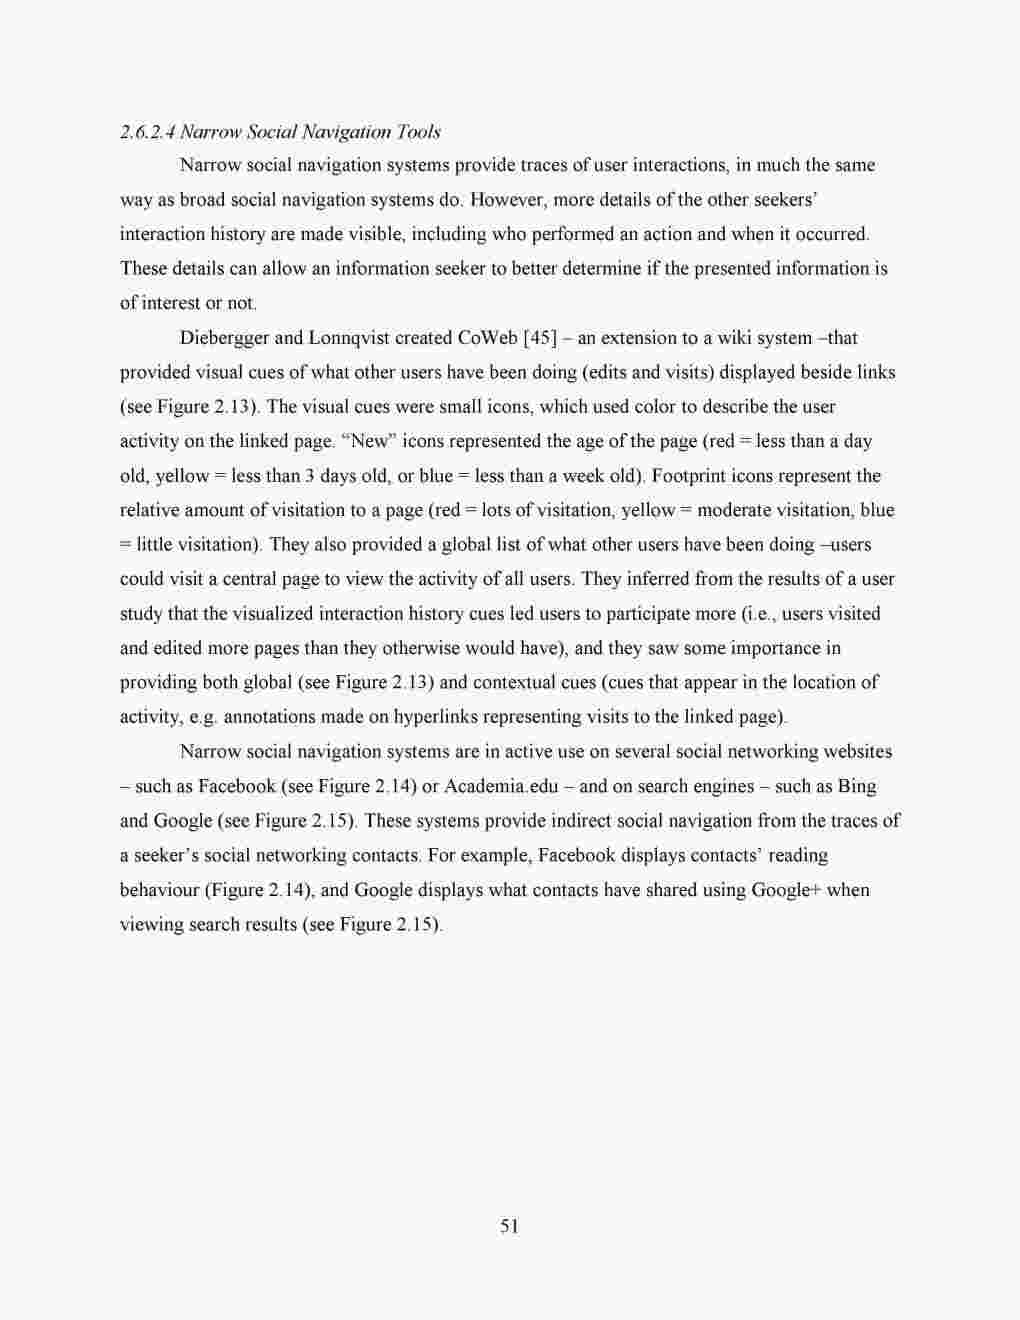 2.6.2.4 Narrow Social Navigation Tools
Narrow social navigation systems provide traces of user interactions, in much the same
way as broad social navigation systems do. However, more details of the other seekers’
interaction history are made visible, including who performed an action and when it occurred.
These details can allow an information seeker to better determine if the presented information is
of interest or not.
Diebergger and Lonnqvist created CoWeb [45] – an extension to a wiki system –that
provided visual cues of what other users have been doing (edits and visits) displayed beside links
(see Figure 2.13). The visual cues were small icons, which used color to describe the user
activity on the linked page. “New” icons represented the age of the page (red = less than a day
old, yellow = less than 3 days old, or blue = less than a week old). Footprint icons represent the
relative amount of visitation to a page (red = lots of visitation, yellow = moderate visitation, blue
= little visitation). They also provided a global list of what other users have been doing –users
could visit a central page to view the activity of all users. They inferred from the results of a user
study that the visualized interaction history cues led users to participate more (i.e., users visited
and edited more pages than they otherwise would have), and they saw some importance in
providing both global (see Figure 2.13) and contextual cues (cues that appear in the location of
activity, e.g. annotations made on hyperlinks representing visits to the linked page).
Narrow social navigation systems are in active use on several social networking websites
– such as Facebook (see Figure 2.14) or Academia.edu – and on search engines – such as Bing
and Google (see Figure 2.15). These systems provide indirect social navigation from the traces of
a seeker’s social networking contacts. For example, Facebook displays contacts’ reading
behaviour (Figure 2.14), and Google displays what contacts have shared using Google+ when
viewing search results (see Figure 2.15).
51